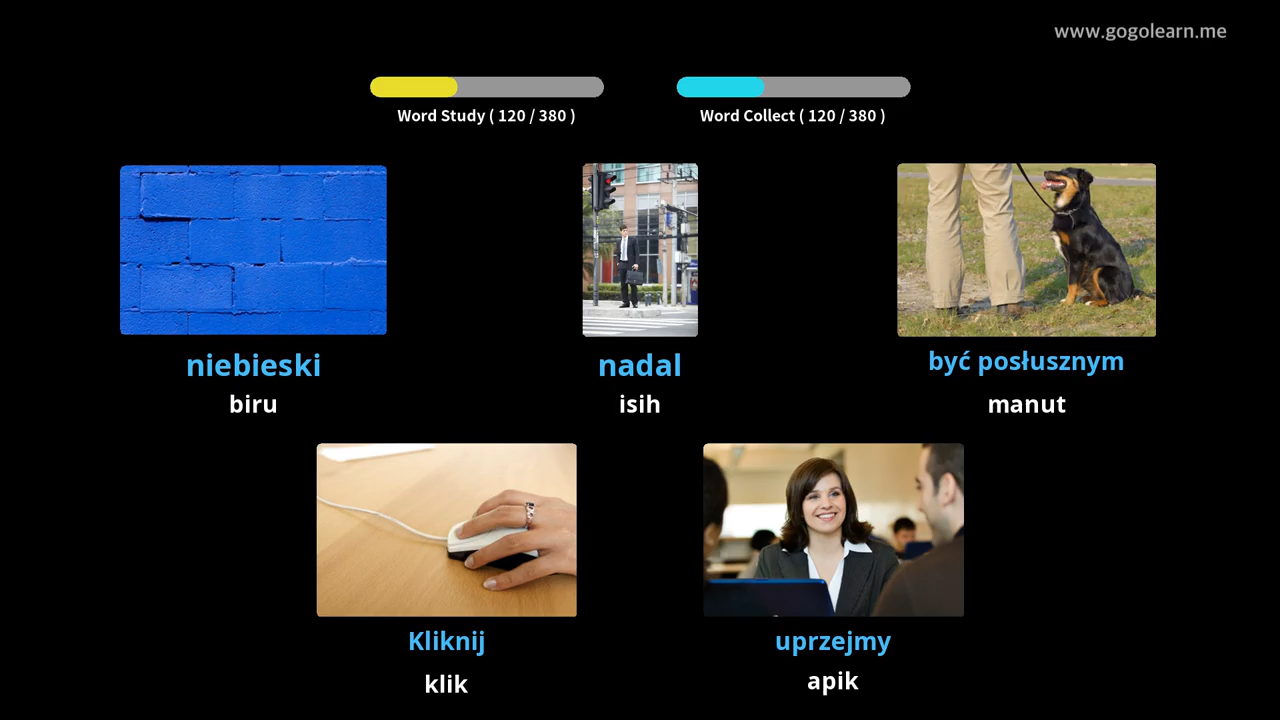 www.gogolearn.me
Word Study ( 120 / 380 )
Word Collect ( 120 / 380 )
niebieski
biru
nadal
isih
być posłusznym
manut
Kliknij
klik
uprzejmy
apik